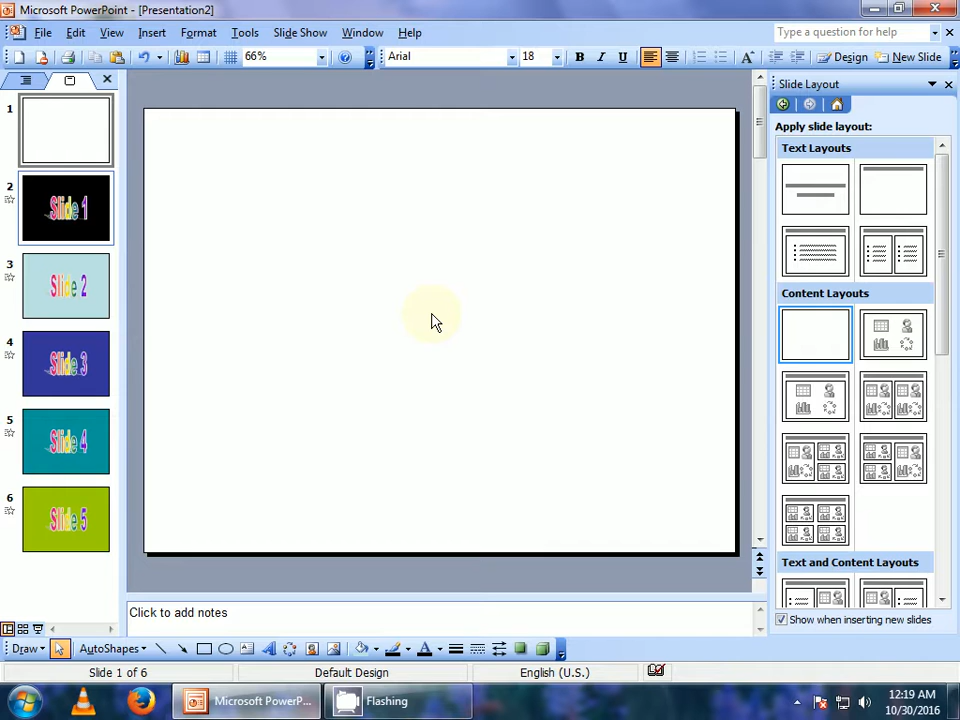 Microsoft PowerPoint - [Presentation2]
File Edit View Insert Format Tools Slide Show Window Help
Type a question for help
66%
Arial
18
B I U
A
Design
New Slide
Slide Layout
Apply slide layout:
Text Layouts
Content Layouts
Text and Content Layouts
Show when inserting new slides
1
2
Slide 1
3
Slide 2
4
Slide 3
5
Slide 4
6
Slide 5
Click to add notes
Draw
AutoShapes
A
Slide 1 of 6
Default Design
English (U.S.)
Microsoft PowerP...
Flashing
12:19 AM
10/30/2016